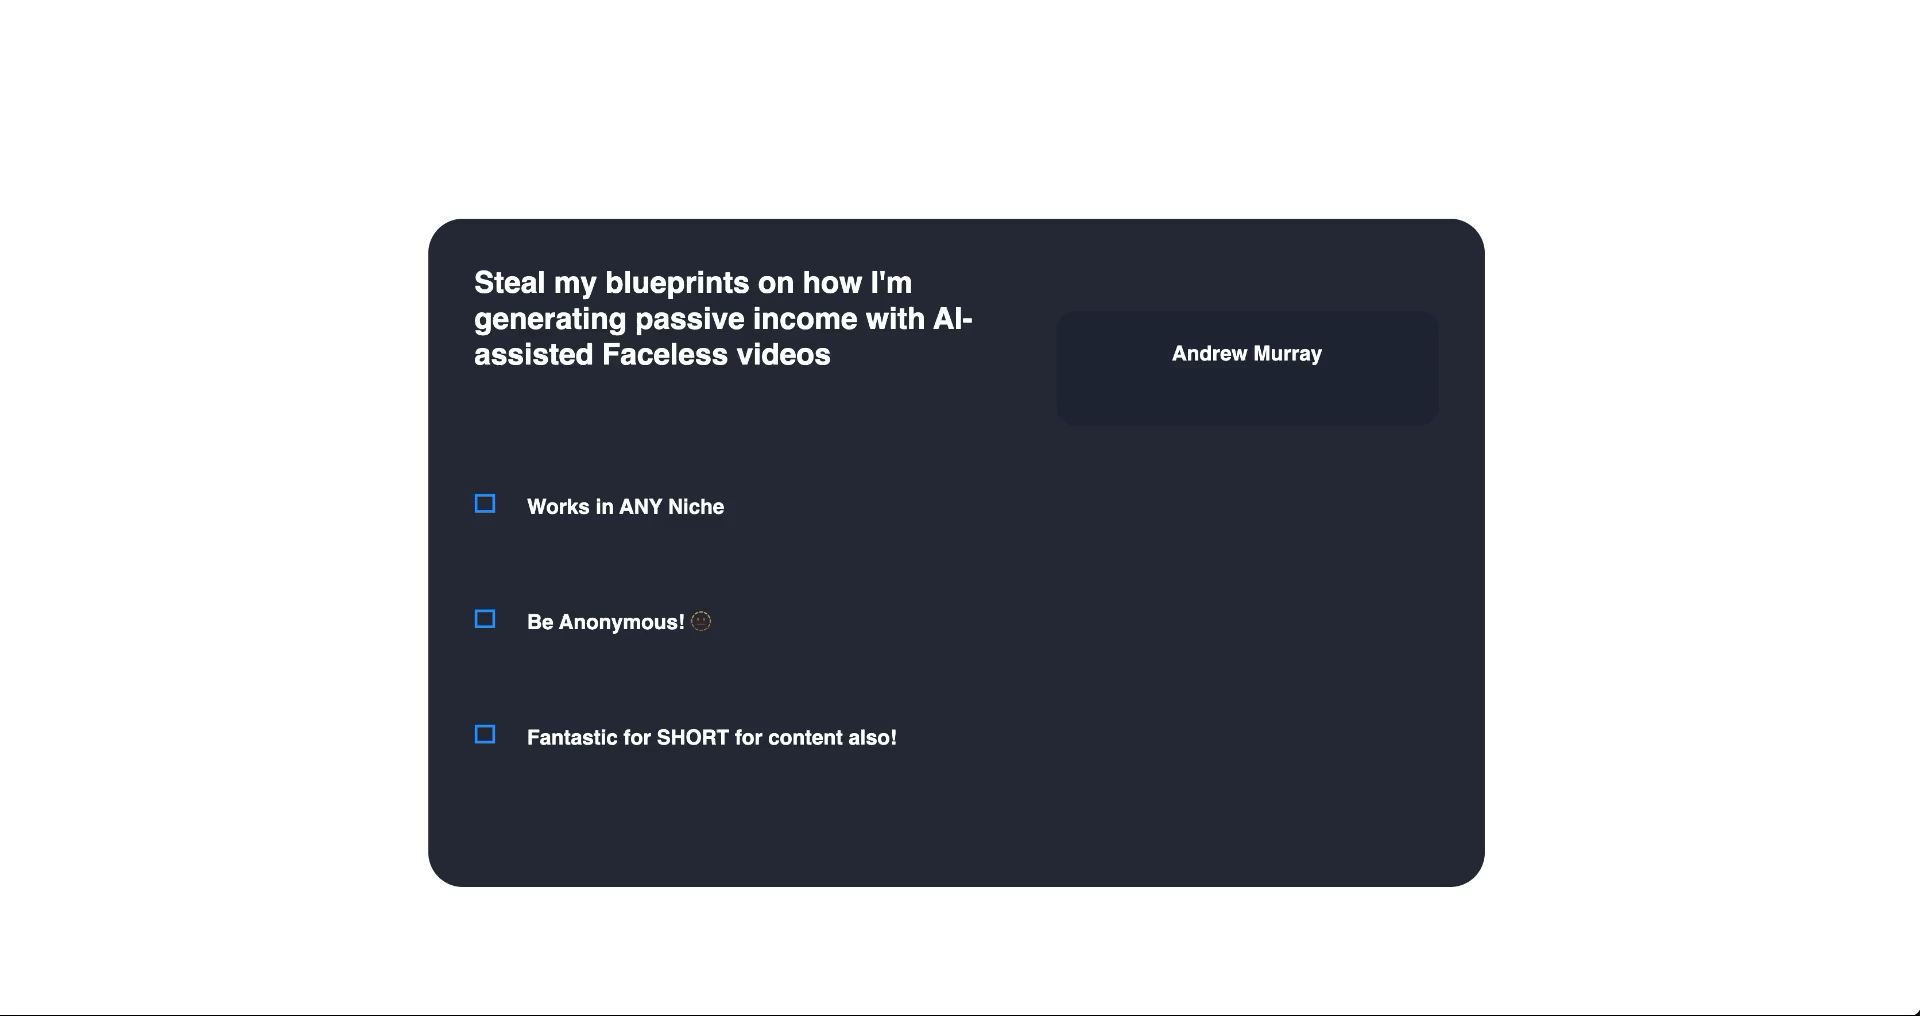 Steal my blueprints on how I'm
generating passive income with AI-
assisted Faceless videos
Andrew Murray
Works in ANY Niche
Be Anonymous! 🫥
Fantastic for SHORT for content also!